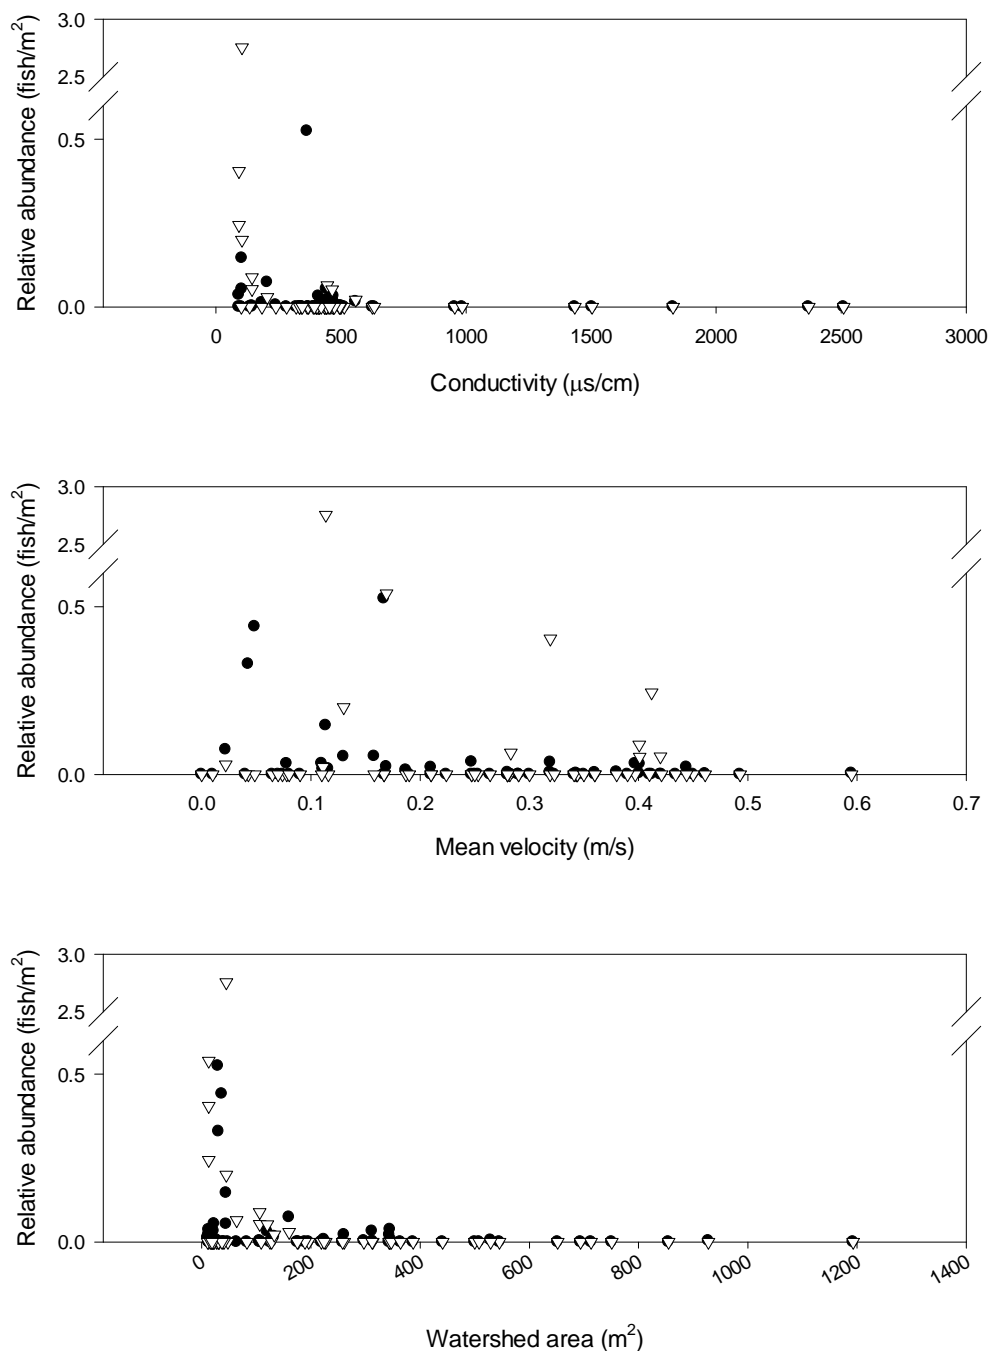 3.0
2.5
0.5
0.0
Relative abundance (fish/m²)
0 500 1000 1500 2000 2500 3000
Conductivity (μs/cm)
3.0
2.5
0.5
0.0
Relative abundance (fish/m²)
0.0 0.1 0.2 0.3 0.4 0.5 0.6 0.7
Mean velocity (m/s)
3.0
2.5
0.5
0.0
Relative abundance (fish/m²)
0 200 400 600 800 1000 1200 1400
Watershed area (m²)